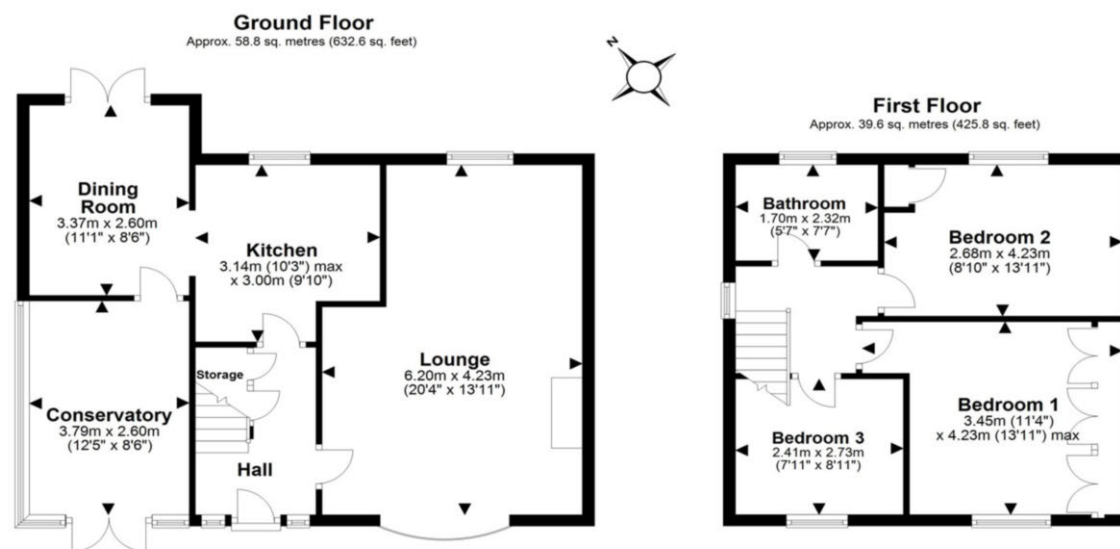 Ground Floor
Approx. 58.8 sq. metres (632.6 sq. feet)
N
Dining
Room
3.37m x 2.60m
(11'1" x 8'6")
Kitchen
3.14m (10'3") max
x 3.00m (9'10")
Lounge
6.20m x 4.23m
(20'4" x 13'11")
Storage
Conservatory
3.79m x 2.60m
(12'5" x 8'6")
Hall
First Floor
Approx. 39.6 sq. metres (425.8 sq. feet)
Bathroom
1.70m x 2.32m
(5'7" x 7'7")
Bedroom 2
2.68m x 4.23m
(8'10" x 13'11")
Bedroom 1
3.45m (11'4")
x 4.23m (13'11") max
Bedroom 3
2.41m x 2.73m
(7'11" x 8'11")